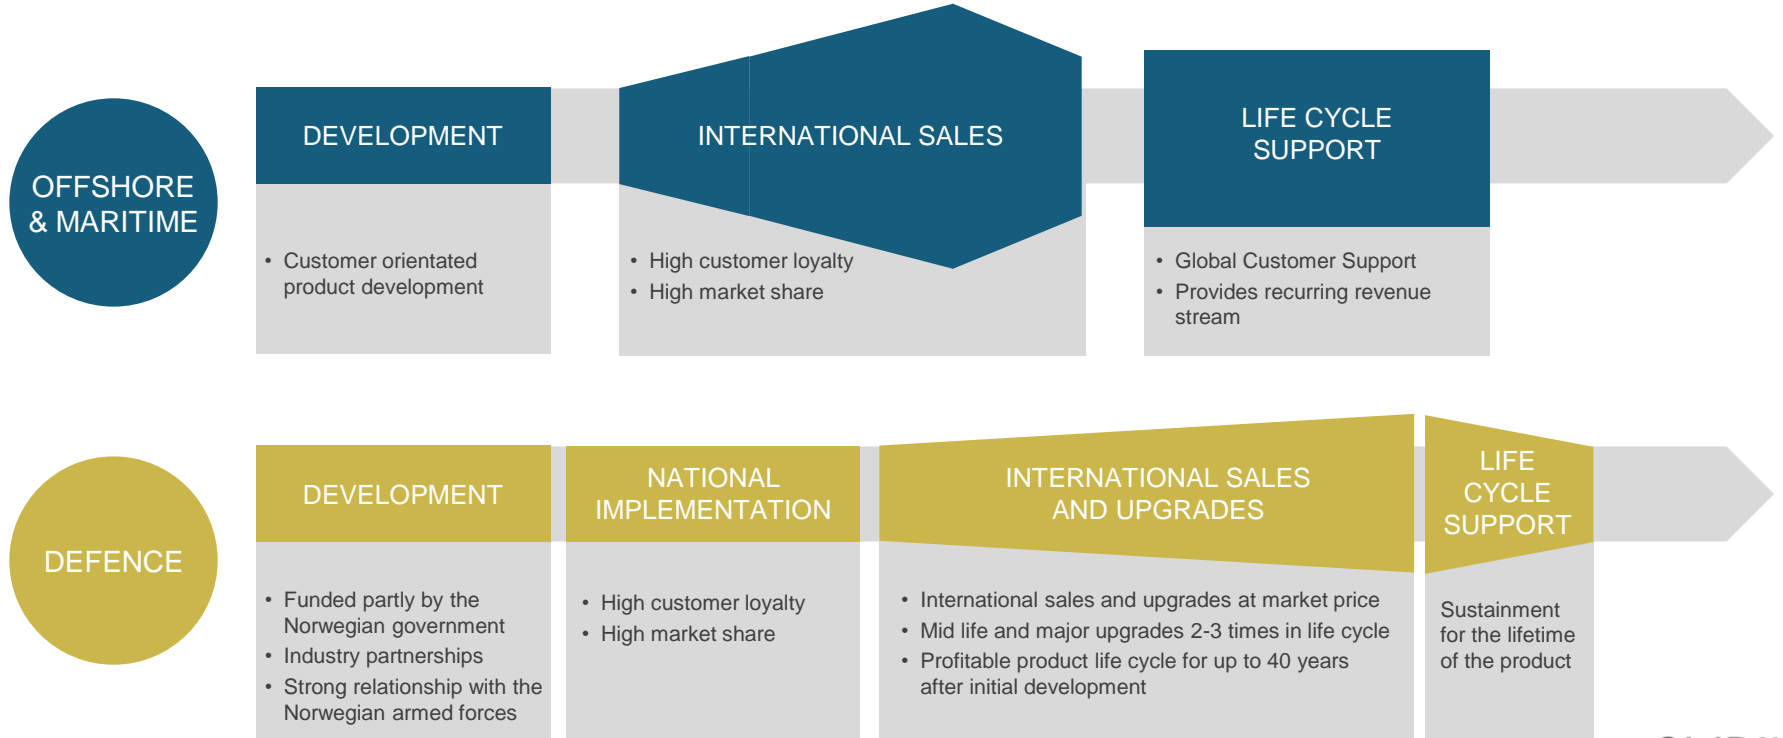 OFFSHORE
& MARITIME
DEVELOPMENT
• Customer orientated
product development
INTERNATIONAL SALES
• High customer loyalty
• High market share
LIFE CYCLE
SUPPORT
• Global Customer Support
• Provides recurring revenue
stream
DEFENCE
DEVELOPMENT
• Funded partly by the
Norwegian government
• Industry partnerships
• Strong relationship with the
Norwegian armed forces
NATIONAL
IMPLEMENTATION
• High customer loyalty
• High market share
INTERNATIONAL SALES
AND UPGRADES
• International sales and upgrades at market price
• Mid life and major upgrades 2-3 times in life cycle
• Profitable product life cycle for up to 40 years
after initial development
LIFE
CYCLE
SUPPORT
Sustainment
for the lifetime
of the product